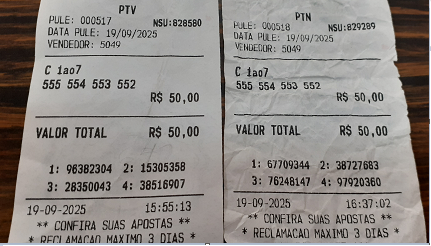 PTV
PULE: 000517 NSU:828580
DATA PULE: 19/09/2025
VENDEDOR: 5049
C 1ao7
555 554 553 552
R$ 50,00
VALOR TOTAL R$ 50,00
1: 96382304 2: 15305358
3: 28350043 4: 38516907
19-09-2025 15:55:13
** CONFIRA SUAS APOSTAS **
* RECLAMACAO MAXIMO 3 DIAS *
PTN
PULE: 000518 NSU:829289
DATA PULE: 19/09/2025
VENDEDOR: 5049
C 1ao7
555 554 553 552
R$ 50,00
VALOR TOTAL R$ 50,00
1: 67709344 2: 38727683
3: 76248147 4: 97920360
19-09-2025 16:37:02
** CONFIRA SUAS APOSTAS **
* RECLAMACAO MAXIMO 3 DIAS *